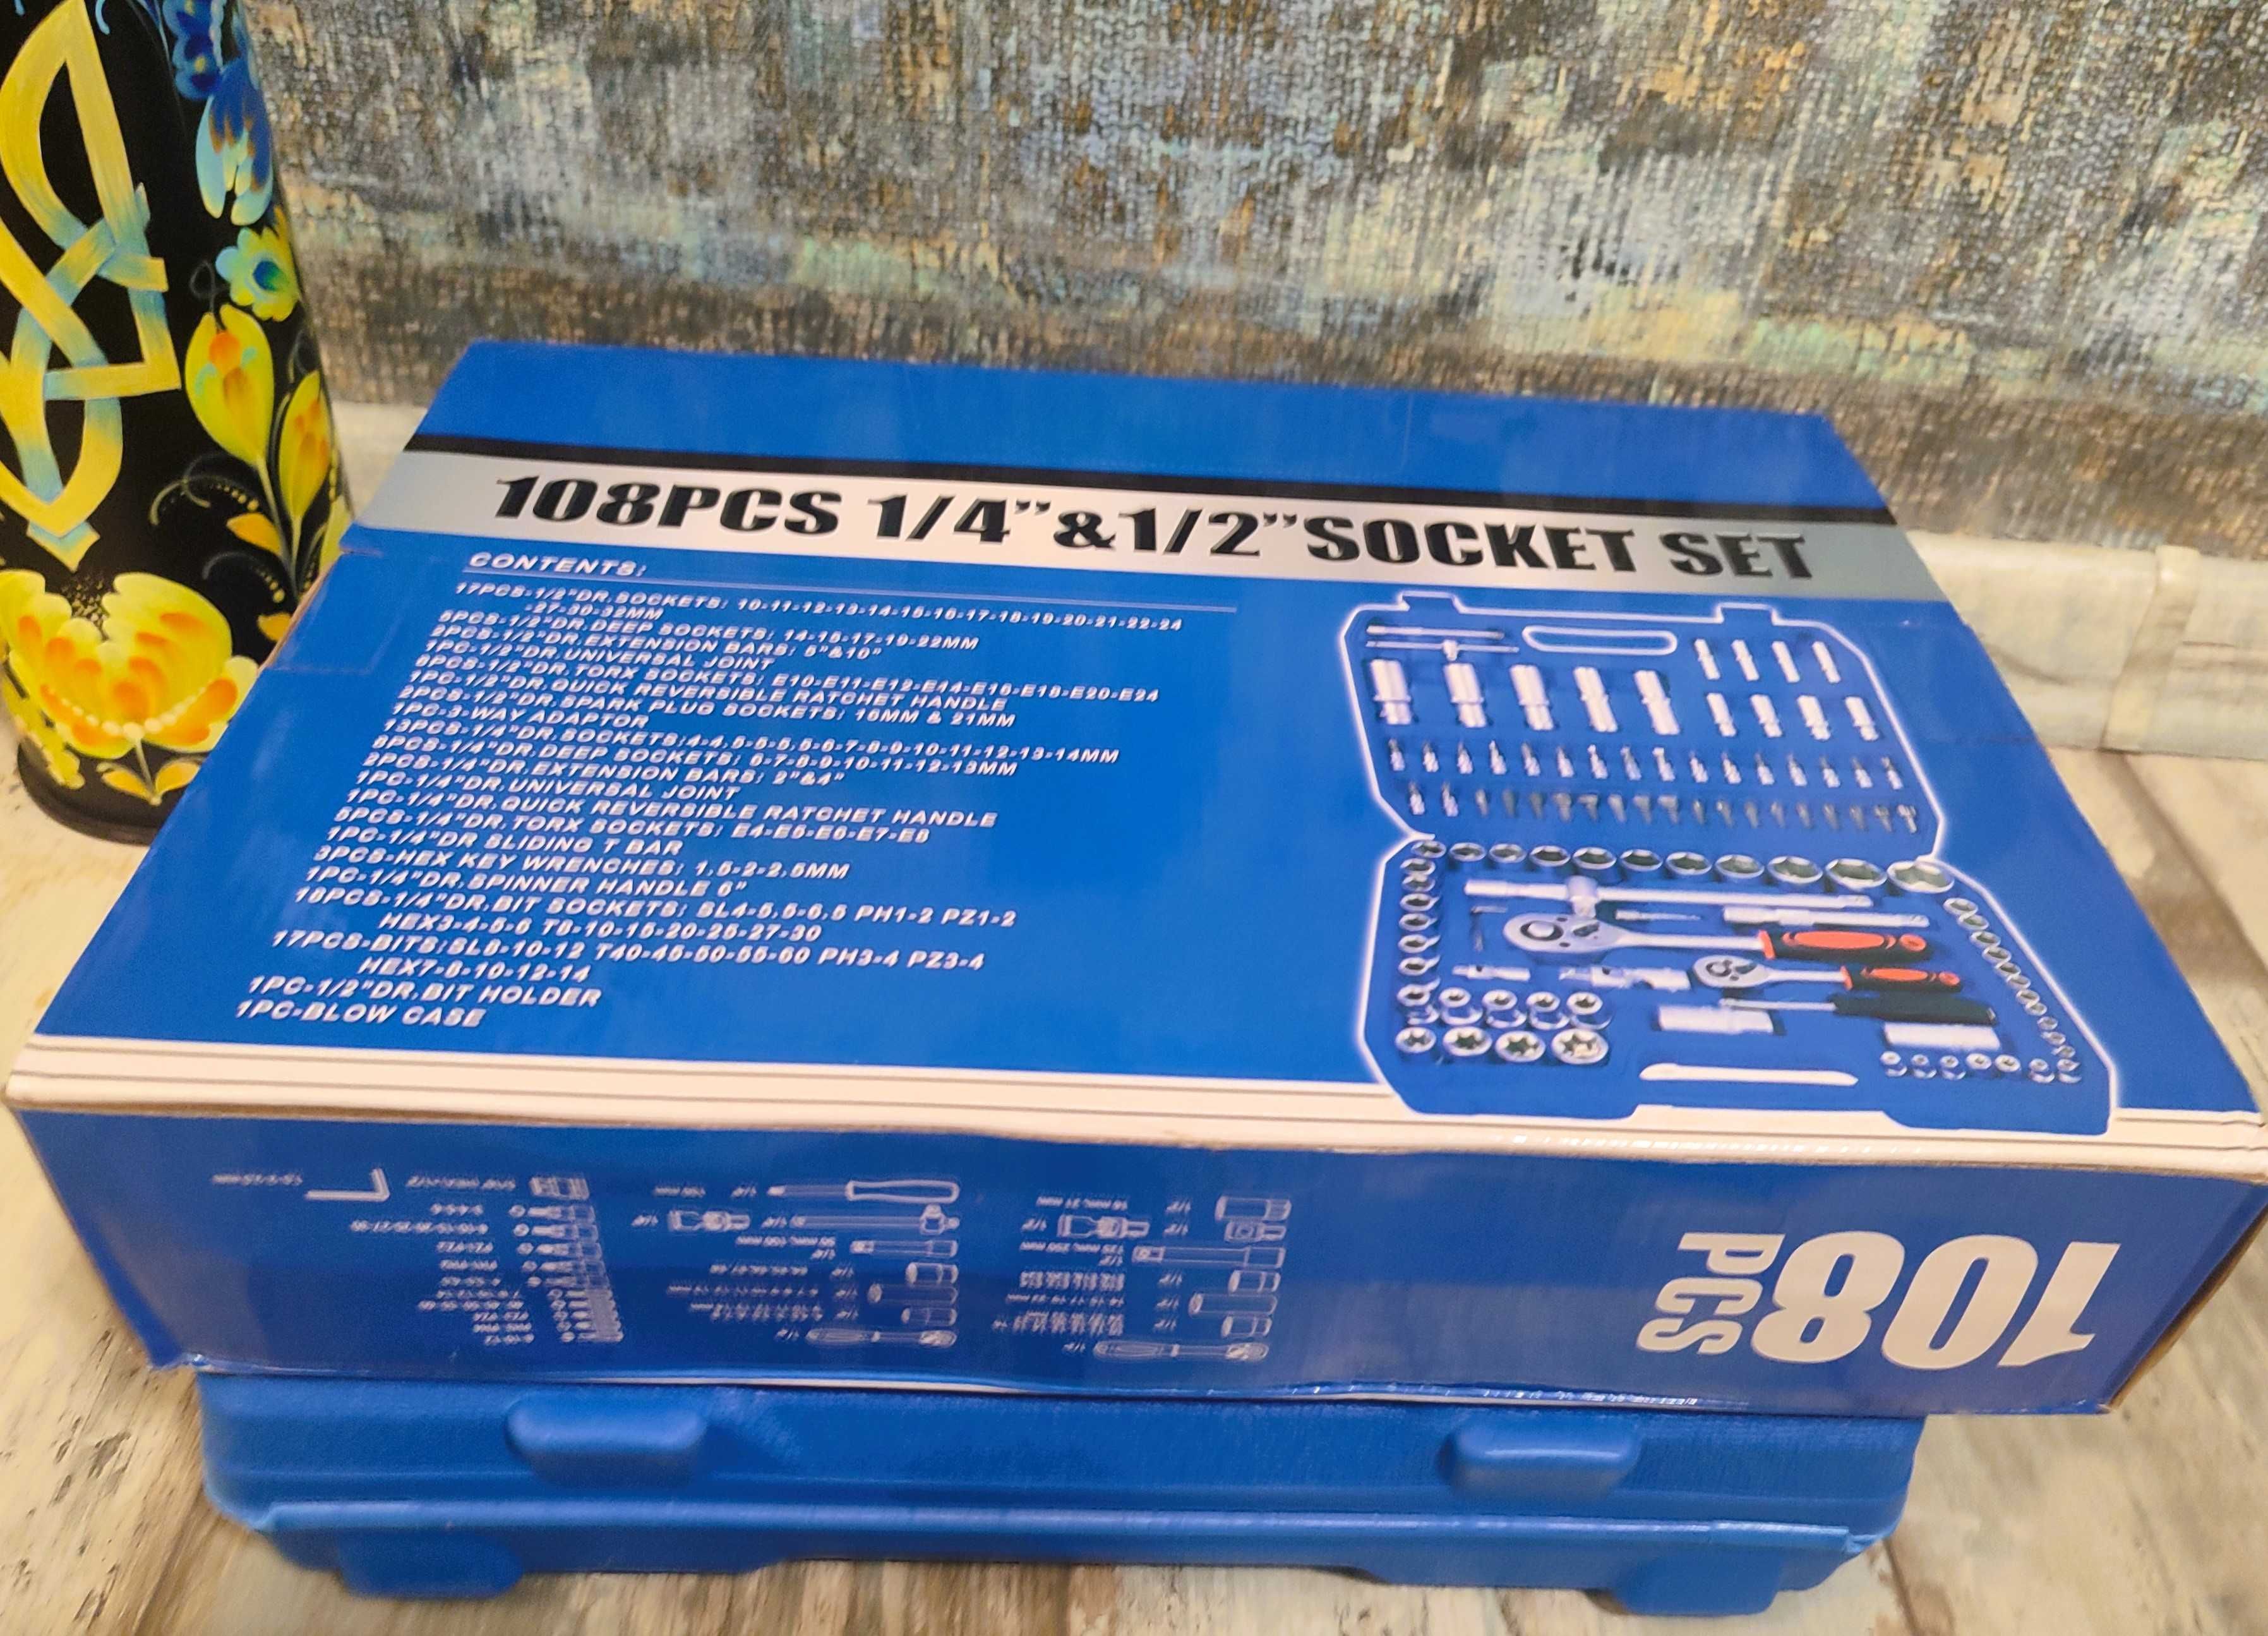 108PCS 1/4"&1/2"SOCKET SET
CONTENTS:
17PCS-1/2"DR.SOCKETS: 10-11-12-13-14-15-16-17-18-19-20-21-22-24
-27-30-32MM
5PCS-1/2"DR.DEEP SOCKETS: 14-15-17-19-22MM
2PCS-1/2"DR.EXTENSION BARS: 5"&10"
1PC-1/2"DR.UNIVERSAL JOINT
8PCS-1/2"DR.TORX SOCKETS: E10-E11-E12-E14-E16-E18-E20-E24
1PC-1/2"DR.QUICK REVERSIBLE RATCHET HANDLE
2PCS-1/2"DR.SPARK PLUG SOCKETS: 16MM & 21MM
1PC-3-WAY ADAPTOR
13PCS-1/4"DR.SOCKETS:4-4.5-5-5.5-6-7-8-9-10-11-12-13-14MM
8PCS-1/4"DR.DEEP SOCKETS: 6-7-8-9-10-11-12-13MM
2PCS-1/4"DR.EXTENSION BARS: 2"&4"
1PC-1/4"DR.UNIVERSAL JOINT
1PC-1/4"DR.QUICK REVERSIBLE RATCHET HANDLE
5PCS-1/4"DR.TORX SOCKETS: E4-E5-E6-E7-E8
1PC-1/4"DR SLIDING T BAR
3PCS-HEX KEY WRENCHES: 1.5-2-2.5MM
1PC-1/4"DR.SPINNER HANDLE 6"
18PCS-1/4"DR.BIT SOCKETS: SL4-5.5-6.5 PH1-2 PZ1-2
HEX3-4-5-6 T8-10-15-20-25-27-30
17PCS-BITS:SL8-10-12 T40-45-50-55-60 PH3-4 PZ3-4
HEX7-8-10-12-14
1PC-1/2"DR.BIT HOLDER
1PC-BLOW CASE
108
PCS